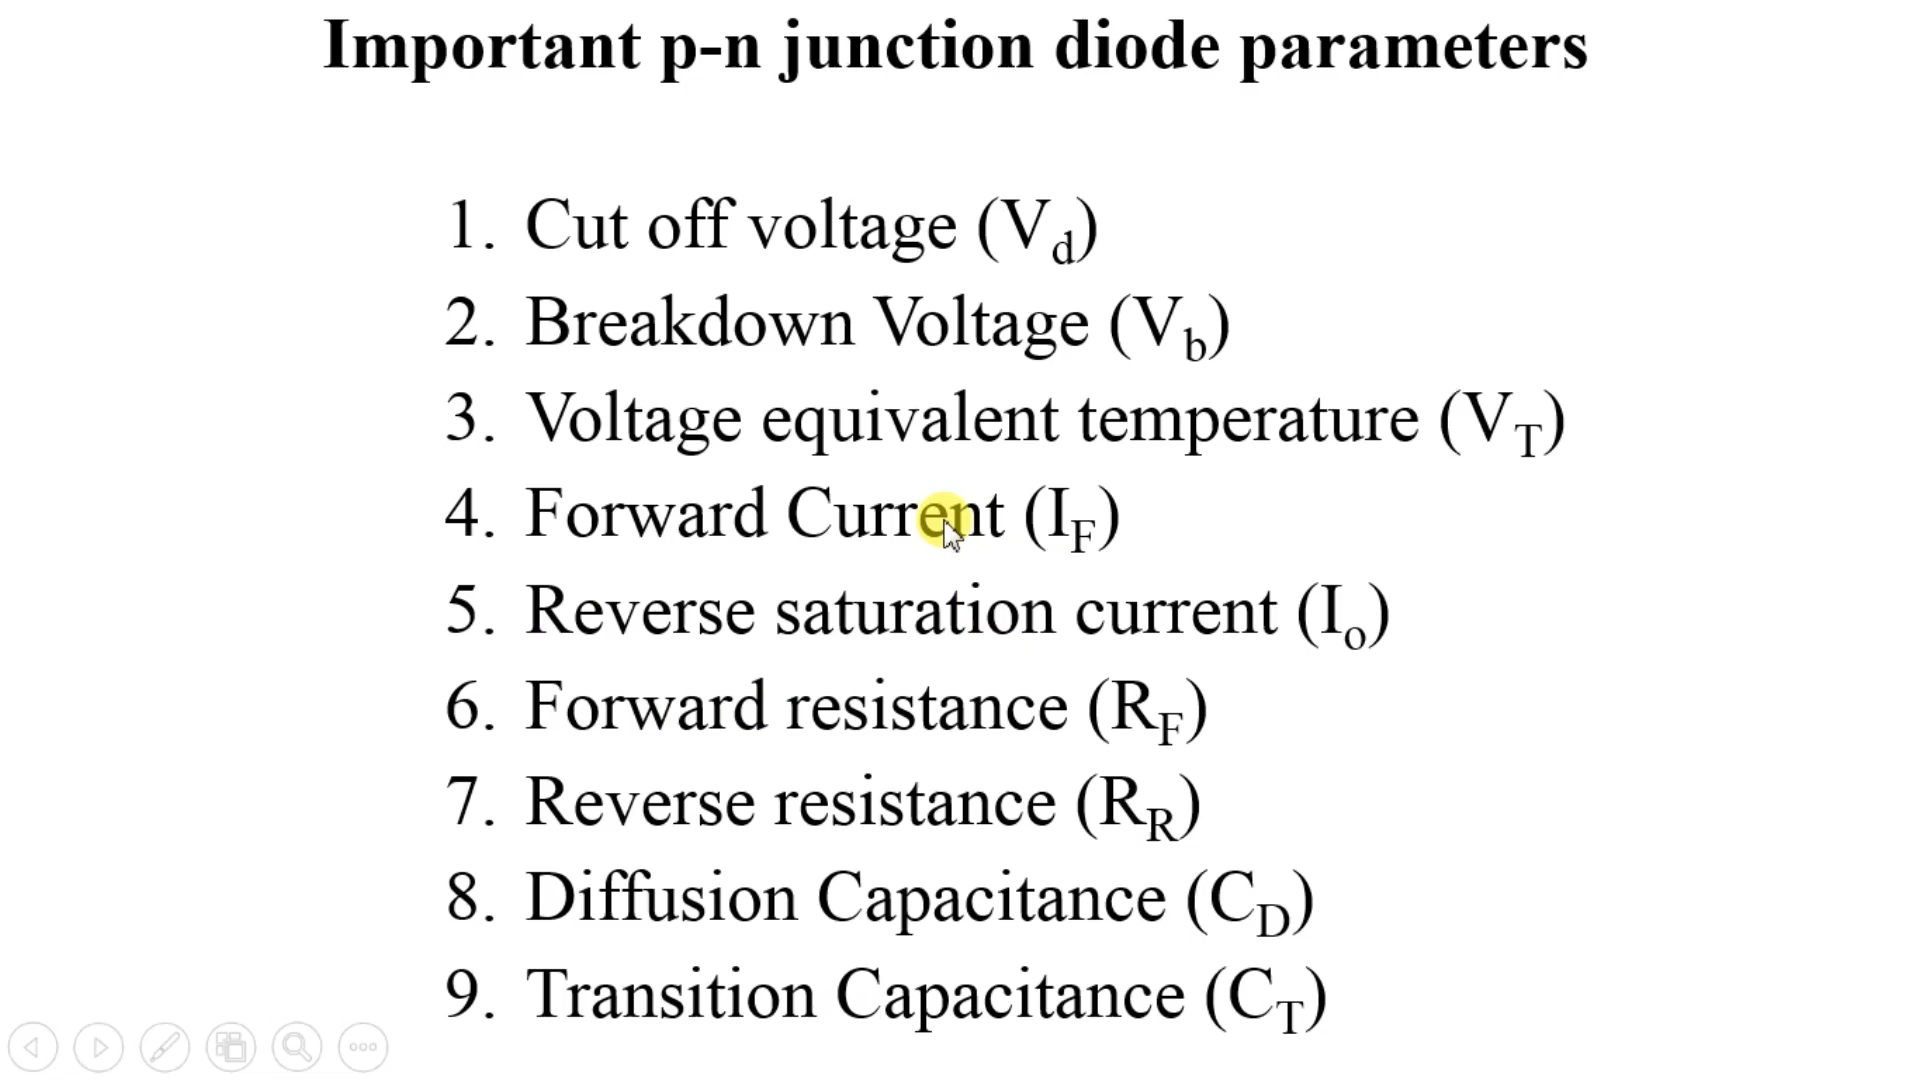 Important p-n junction diode parameters
1. Cut off voltage (Vd)
2. Breakdown Voltage (Vb)
3. Voltage equivalent temperature (VT)
4. Forward Current (IF)
5. Reverse saturation current (Io)
6. Forward resistance (RF)
7. Reverse resistance (RR)
8. Diffusion Capacitance (CD)
9. Transition Capacitance (CT)